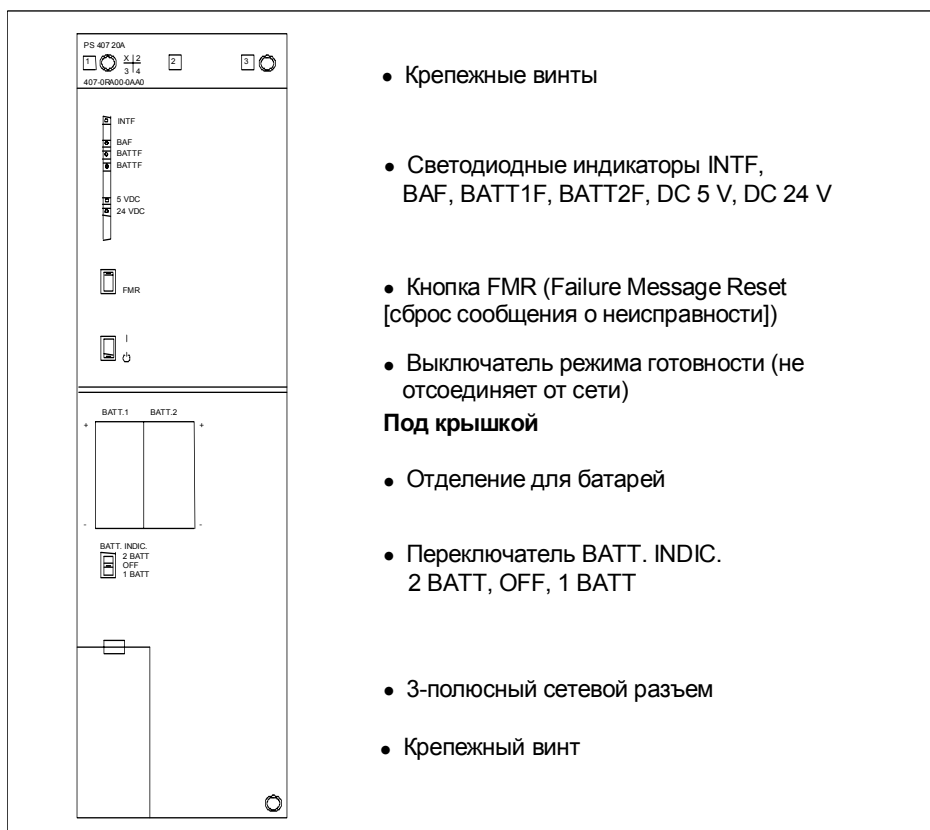 PS 407 20A
1 X 2 2 3
3 4
407-0RA00-0AA0
INTF
BAF
BATTF
BATTF
5 VDC
24 VDC
FMR
I
BATT.1 BATT.2
+ +
- -
BATT. INDIC.
2 BATT
OFF
1 BATT
• Крепежные винты
• Светодиодные индикаторы INTF,
BAF, BATT1F, BATT2F, DC 5 V, DC 24 V
• Кнопка FMR (Failure Message Reset
[сброс сообщения о неисправности])
• Выключатель режима готовности (не
отсоединяет от сети)
Под крышкой
• Отделение для батарей
• Переключатель BATT. INDIC.
2 BATT, OFF, 1 BATT
• 3-полюсный сетевой разъем
• Крепежный винт